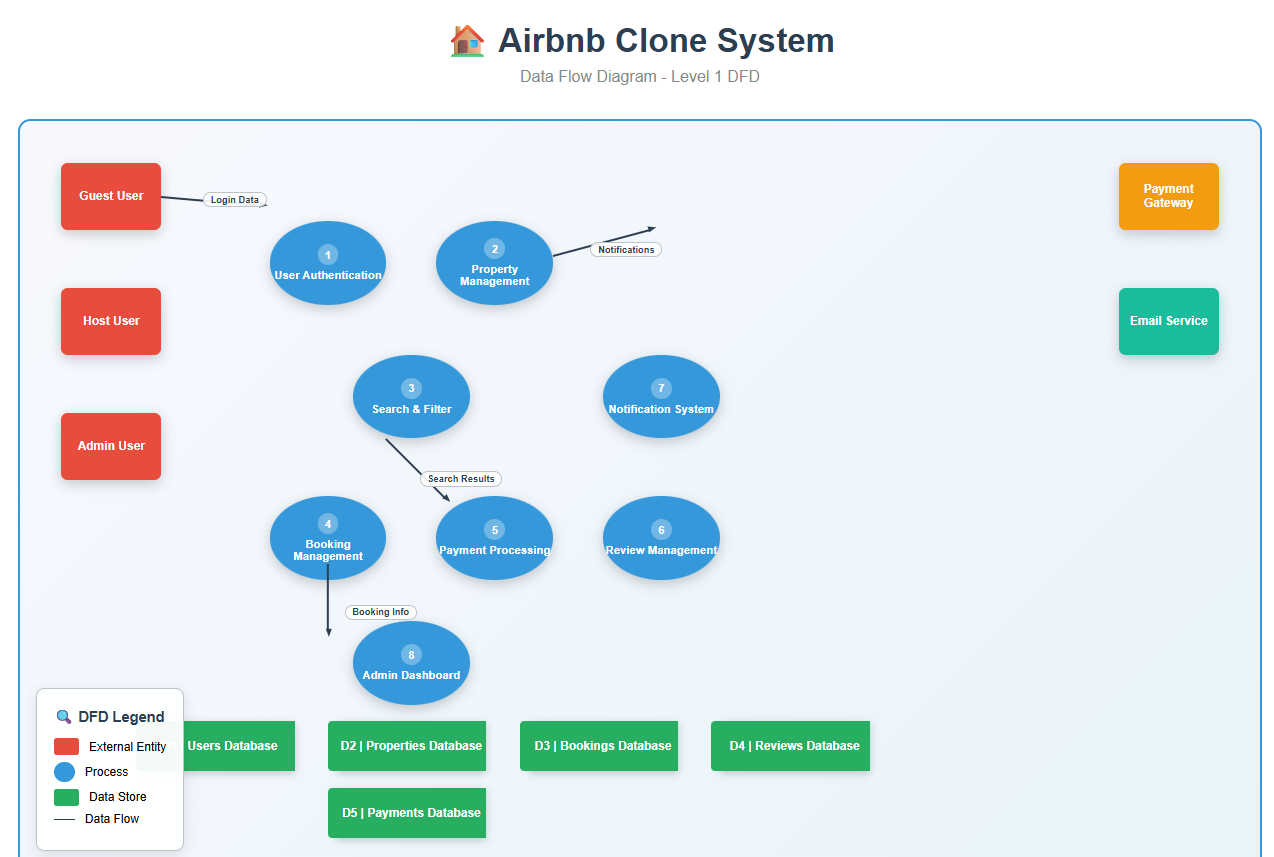 Airbnb Clone System
Data Flow Diagram - Level 1 DFD
Guest User
Login Data
Payment
Gateway
1
User Authentication
2
Property
Management
Notifications
Host User
Email Service
3
Search & Filter
7
Notification System
Admin User
Search Results
4
Booking
Management
5
Payment Processing
6
Review Management
Booking Info
8
Admin Dashboard
DFD Legend
External Entity
Process
Data Store
Data Flow
Users Database
D2 | Properties Database
D3 | Bookings Database
D4 | Reviews Database
D5 | Payments Database